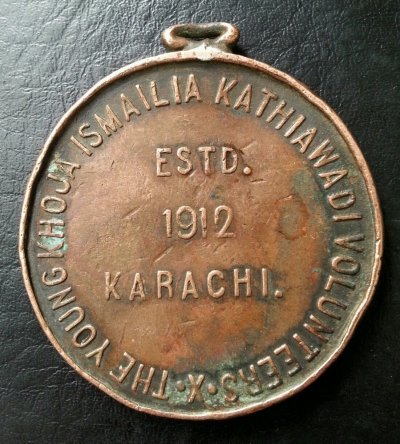 THE YOUNG KHOJA ISMAILIA KATHIAWADI VOLUNTEERS · X ·
ESTD.
1912
KARACHI.